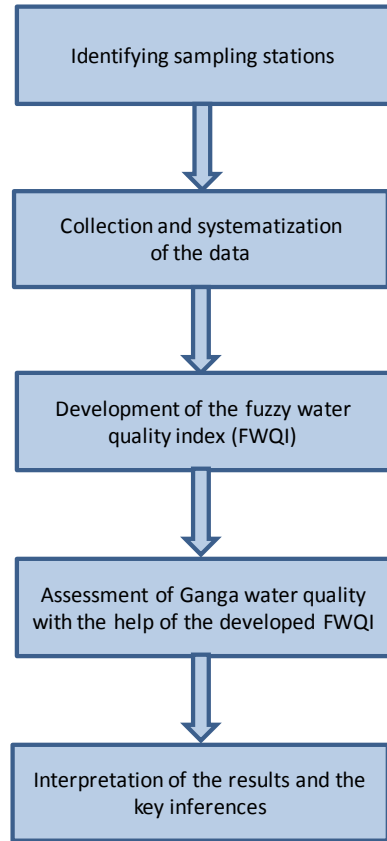 Identifying sampling stations
Collection and systematization
of the data
Development of the fuzzy water
quality index (FWQI)
Assessment of Ganga water quality
with the help of the developed FWQI
Interpretation of the results and the
key inferences